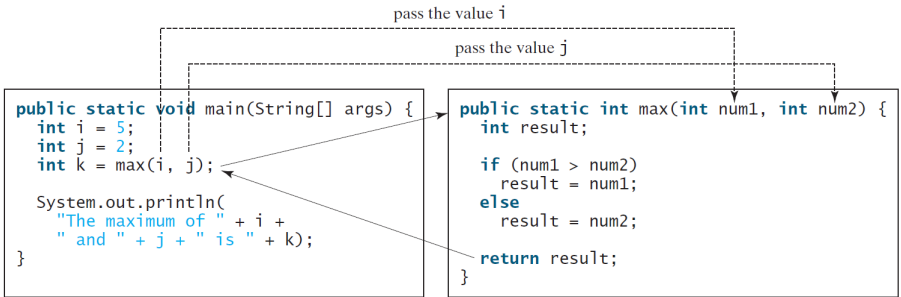 pass the value i
pass the value j
public static void main(String[] args) {
int i = 5;
int j = 2;
int k = max(i, j);
System.out.println(
"The maximum of " + i +
" and " + j + " is " + k);
}
public static int max(int num1, int num2) {
int result;
if (num1 > num2)
result = num1;
else
result = num2;
return result;
}